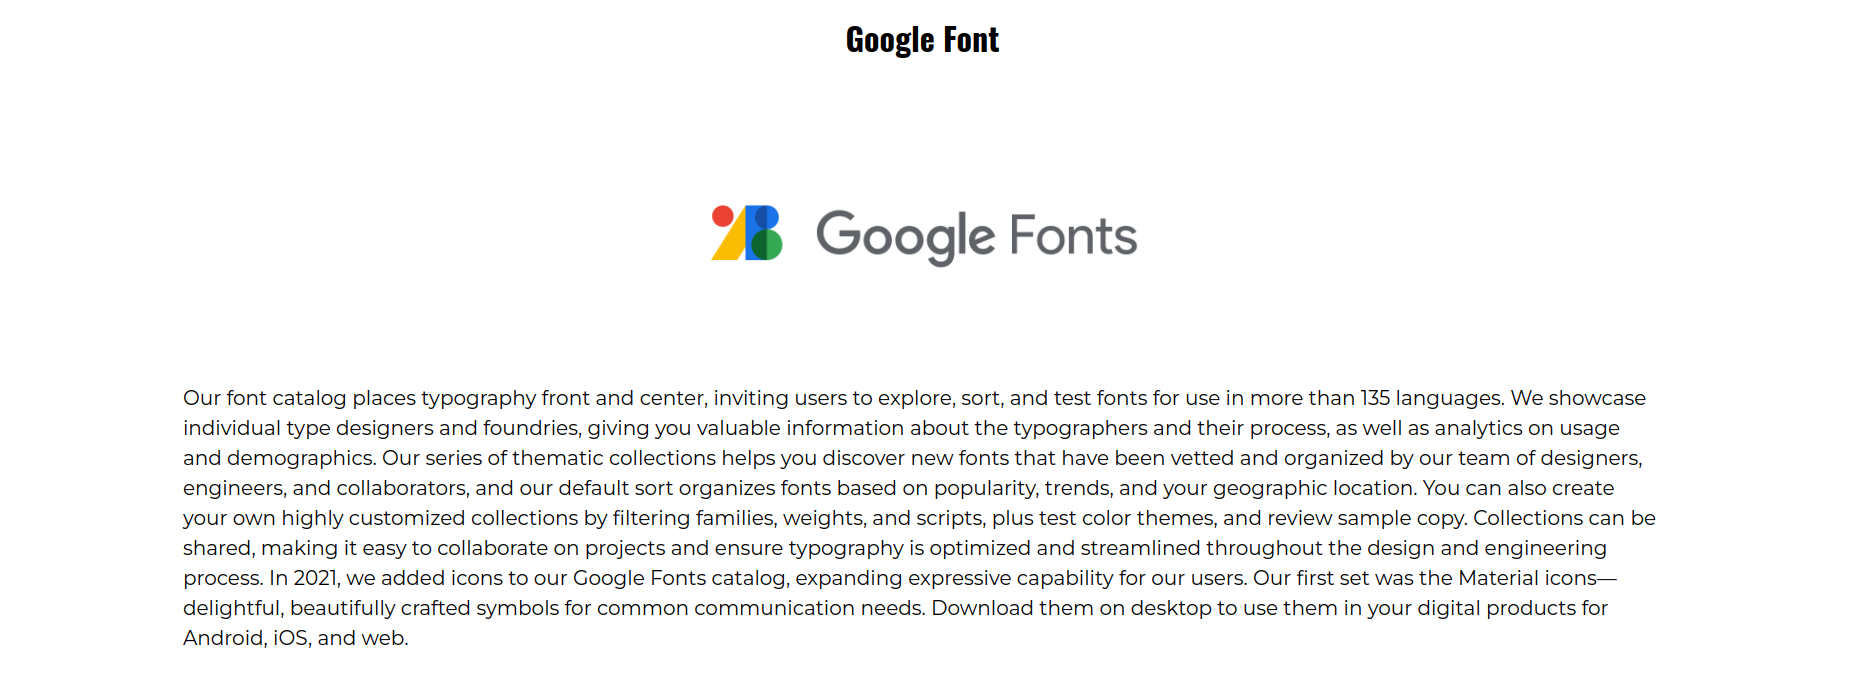 Google Font
Google Fonts
Our font catalog places typography front and center, inviting users to explore, sort, and test fonts for use in more than 135 languages. We showcase
individual type designers and foundries, giving you valuable information about the typographers and their process, as well as analytics on usage
and demographics. Our series of thematic collections helps you discover new fonts that have been vetted and organized by our team of designers,
engineers, and collaborators, and our default sort organizes fonts based on popularity, trends, and your geographic location. You can also create
your own highly customized collections by filtering families, weights, and scripts, plus test color themes, and review sample copy. Collections can be
shared, making it easy to collaborate on projects and ensure typography is optimized and streamlined throughout the design and engineering
process. In 2021, we added icons to our Google Fonts catalog, expanding expressive capability for our users. Our first set was the Material icons—
delightful, beautifully crafted symbols for common communication needs. Download them on desktop to use them in your digital products for
Android, iOS, and web.